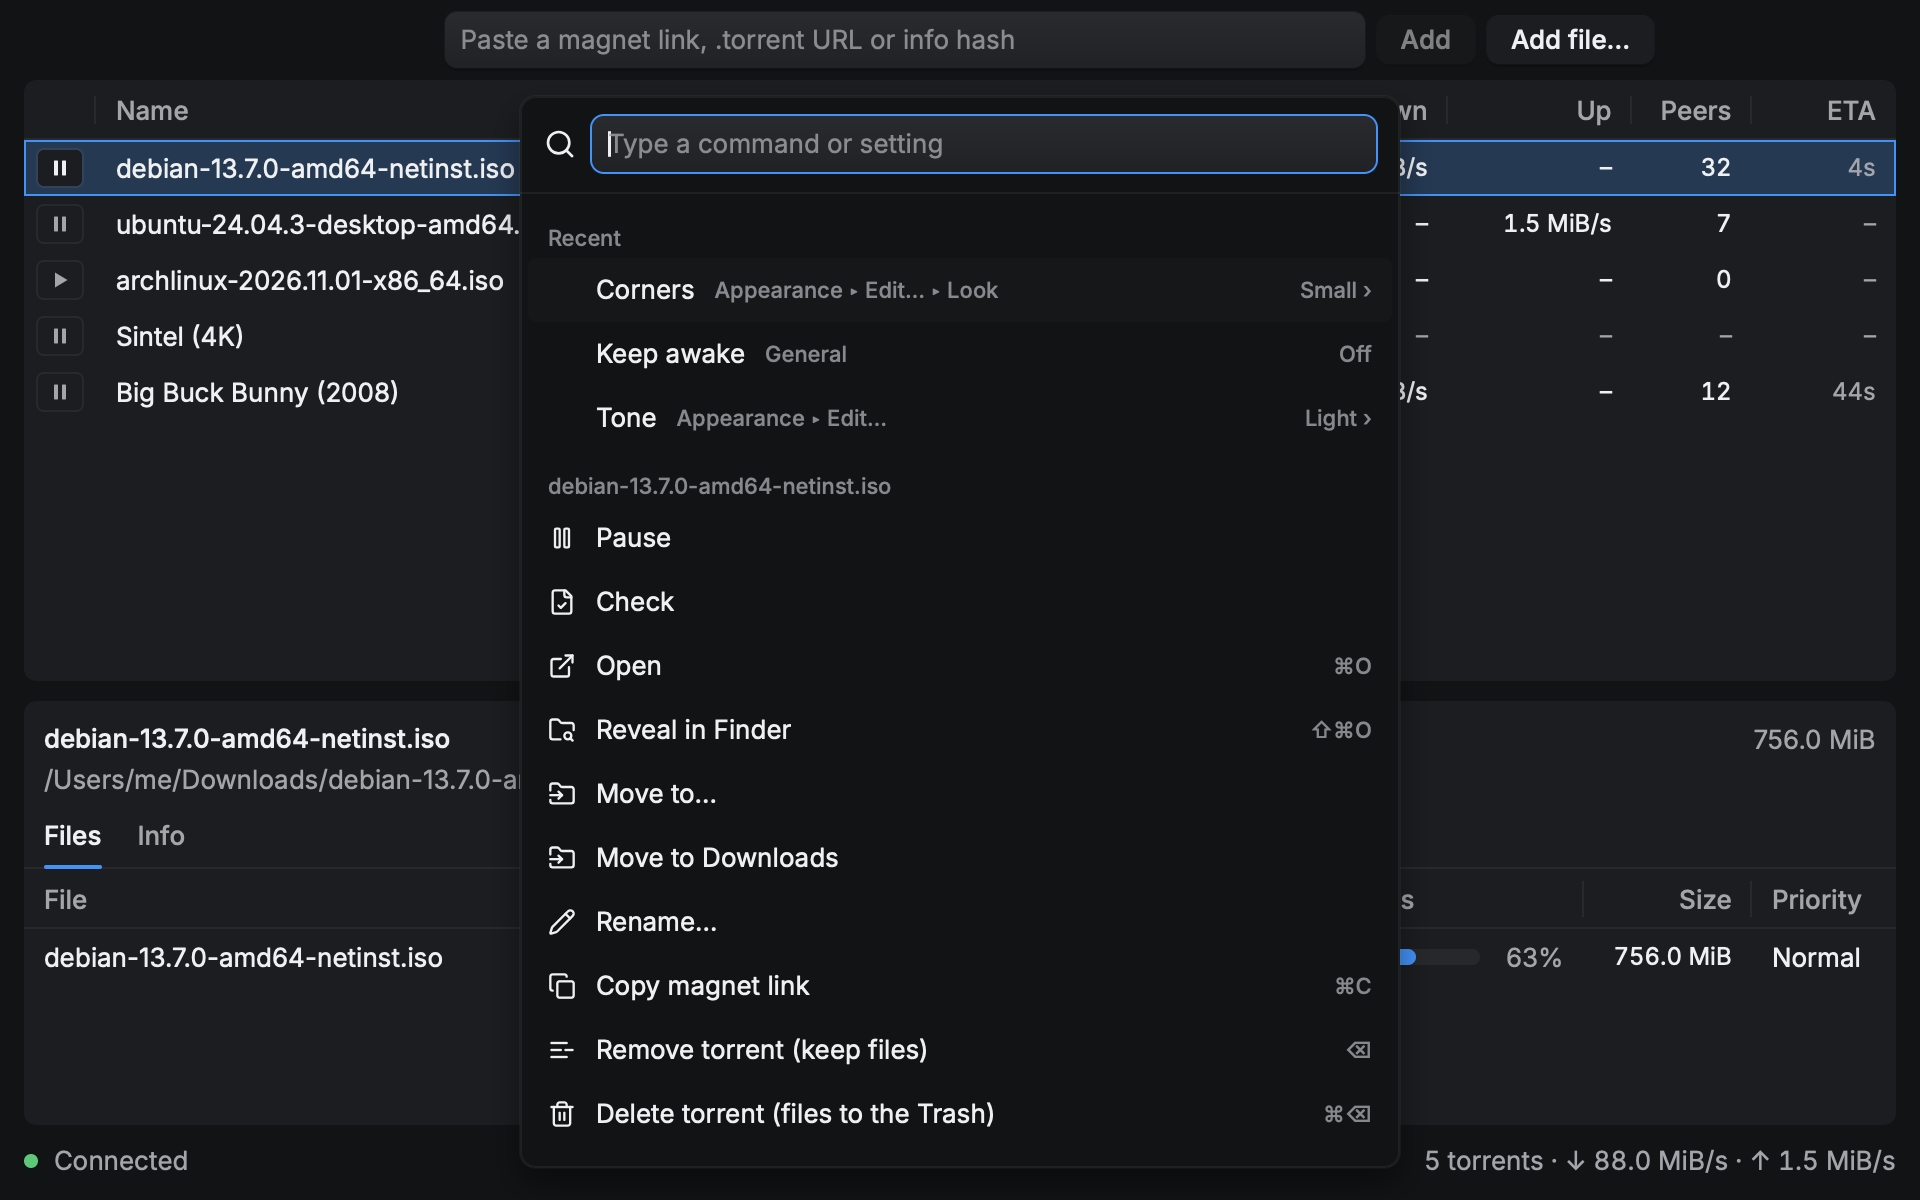 Paste a magnet link, .torrent URL or info hash
Add
Add file...
Name
Up
Peers
ETA
debian-13.7.0-amd64-netinst.iso
–
32
4s
ubuntu-24.04.3-desktop-amd64.
–
1.5 MiB/s
7
–
archlinux-2026.11.01-x86_64.iso
–
–
0
–
Sintel (4K)
–
–
–
–
Big Buck Bunny (2008)
–
12
44s
Type a command or setting
Recent
Corners Appearance ▸ Edit... ▸ Look Small ›
Keep awake General Off
Tone Appearance ▸ Edit... Light ›
debian-13.7.0-amd64-netinst.iso
Pause
Check
Open ⌘O
Reveal in Finder ⇧⌘O
Move to...
Move to Downloads
Rename...
Copy magnet link ⌘C
Remove torrent (keep files) ⌫
Delete torrent (files to the Trash) ⌘⌫
debian-13.7.0-amd64-netinst.iso
756.0 MiB
/Users/me/Downloads/debian-13.7.0-a
Files
Info
File
Size
Priority
debian-13.7.0-amd64-netinst.iso
63%
756.0 MiB
Normal
Connected
5 torrents · ↓ 88.0 MiB/s · ↑ 1.5 MiB/s